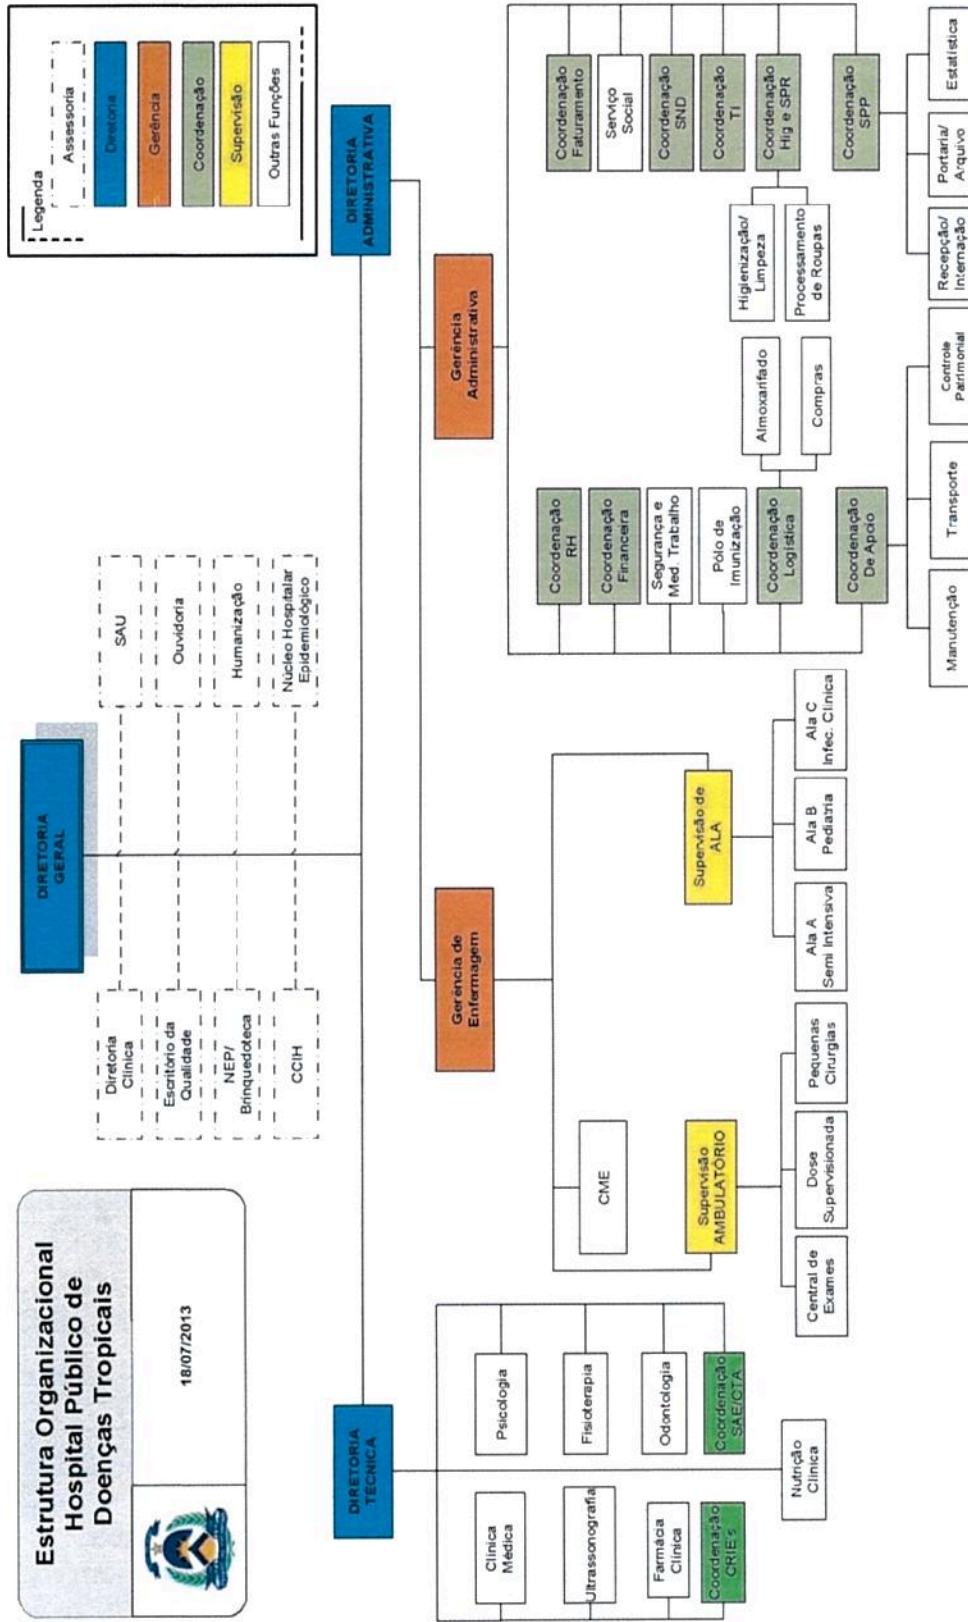 Estrutura Organizacional
Hospital Público de
Doenças Tropicais
18/07/2013
DIRETORIA
GERAL
Legenda
Assessoria
Diretoria
Gerência
Coordenação
Supervisão
Outras Funções
Diretoria
Clínica
SAU
Escritório da
Qualidade
Ouvidoria
NEP/
Brinquedoteca
Humanização
CCIH
Núcleo Hospitalar
Epidemiológico
DIRETORIA
TÉCNICA
DIRETORIA
ADMINISTRATIVA
Gerência de
Enfermagem
Gerência
Administrativa
Clínica
Médica
Psicologia
Ultrassonografia
Fisioterapia
Farmácia
Clínica
Odontologia
Coordenação
CRIE's
Coordenação
SAE/CTA
Nutrição
Clínica
CME
Supervisão
AMBULATÓRIO
Supervisão de
ALA
Central de
Exames
Dose
Supervisionada
Pequenas
Cirurgias
Ala A
Semi Intensiva
Ala B
Pediatria
Ala C
Infec. Clínica
Coordenação
RH
Coordenação
Financeira
Segurança e
Med. Trabalho
Pólo de
Imunização
Coordenação
Logística
Almoxarifado
Compras
Coordenação
De Apoio
Manutenção
Transporte
Controle
Patrimonial
Coordenação
Faturamento
Serviço
Social
Coordenação
SND
Coordenação
TI
Coordenação
Hig e SPR
Higienização/
Limpeza
Processamento
de Roupas
Coordenação
SPP
Recepção/
Internação
Portaria/
Arquivo
Estatística